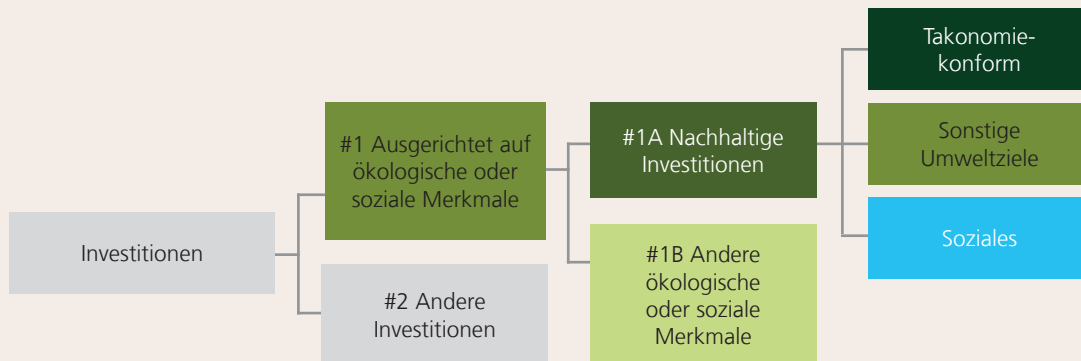 Investitionen
#1 Ausgerichtet auf
ökologische oder
soziale Merkmale
#2 Andere
Investitionen
#1A Nachhaltige
Investitionen
#1B Andere
ökologische
oder soziale
Merkmale
Takonomie-
konform
Sonstige
Umweltziele
Soziales